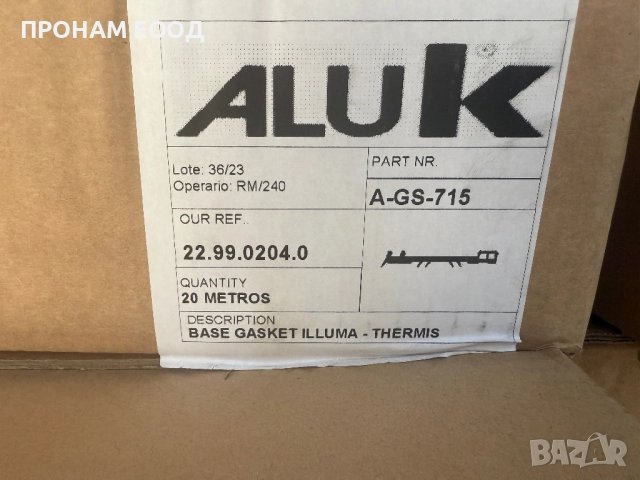 ПРОНАМ ЕООД
ALUK
Lote: 36/23
Operario: RM/240
PART NR.
A-GS-715
OUR REF..
22.99.0204.0
QUANTITY
20 METROS
DESCRIPTION
BASE GASKET ILLUMA - THERMIS
BAZAR